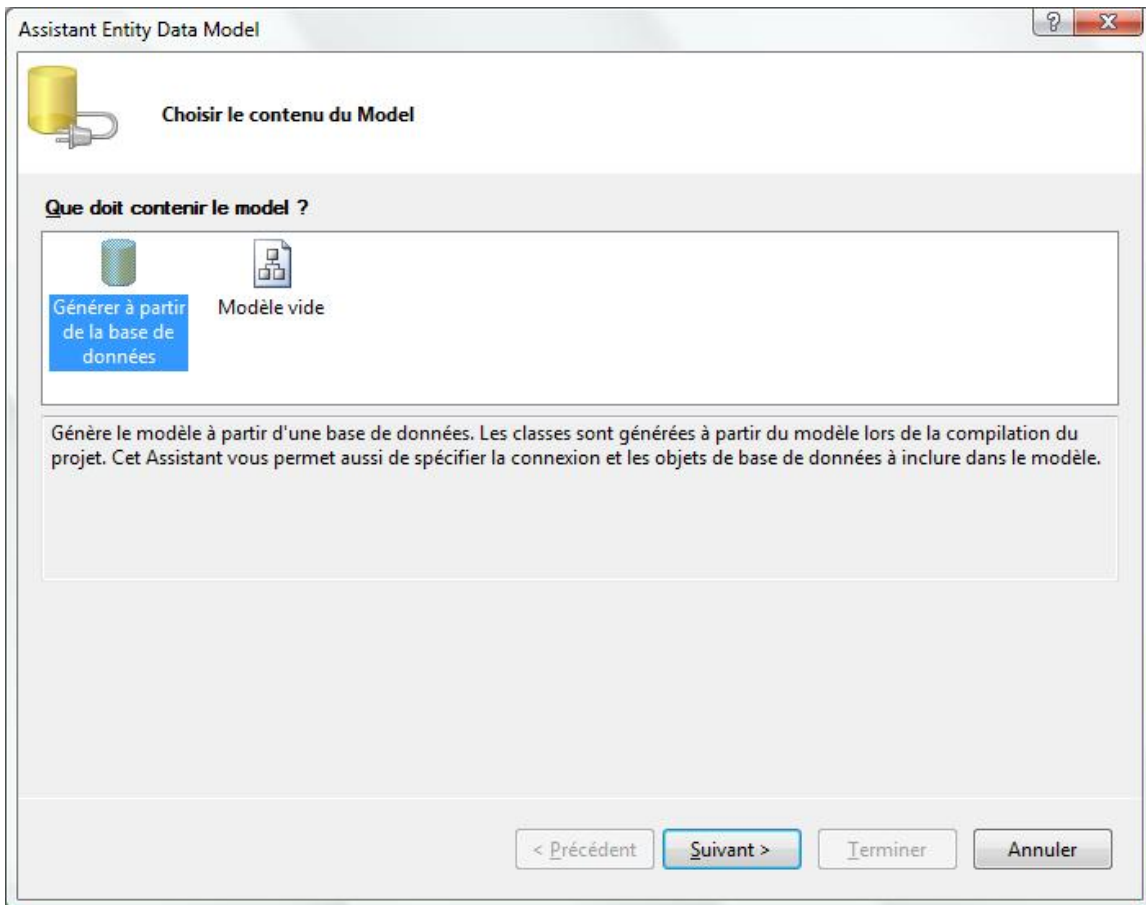 Assistant Entity Data Model
Choisir le contenu du Model
Que doit contenir le model ?
Générer à partir
de la base de
données
Modèle vide
Génère le modèle à partir d'une base de données. Les classes sont générées à partir du modèle lors de la compilation du
projet. Cet Assistant vous permet aussi de spécifier la connexion et les objets de base de données à inclure dans le modèle.
< Précédent
Suivant >
Terminer
Annuler